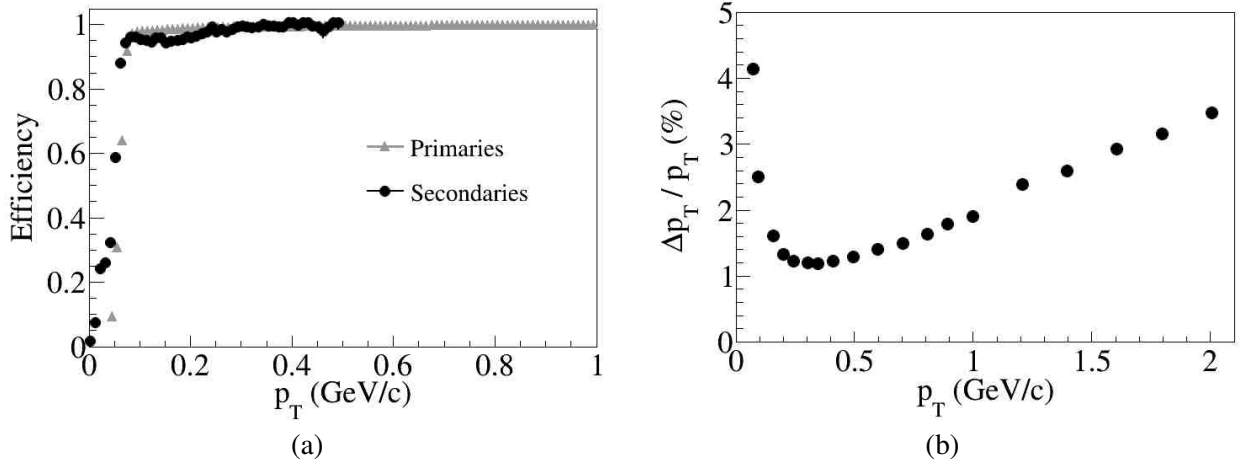 1
0.8
0.6
0.4
0.2
0
Efficiency
Primaries
Secondaries
0 0.2 0.4 0.6 0.8 1
p_T (GeV/c)
(a)
5
4
3
2
1
0
Δp_T / p_T (%)
0 0.5 1 1.5 2
p_T (GeV/c)
(b)